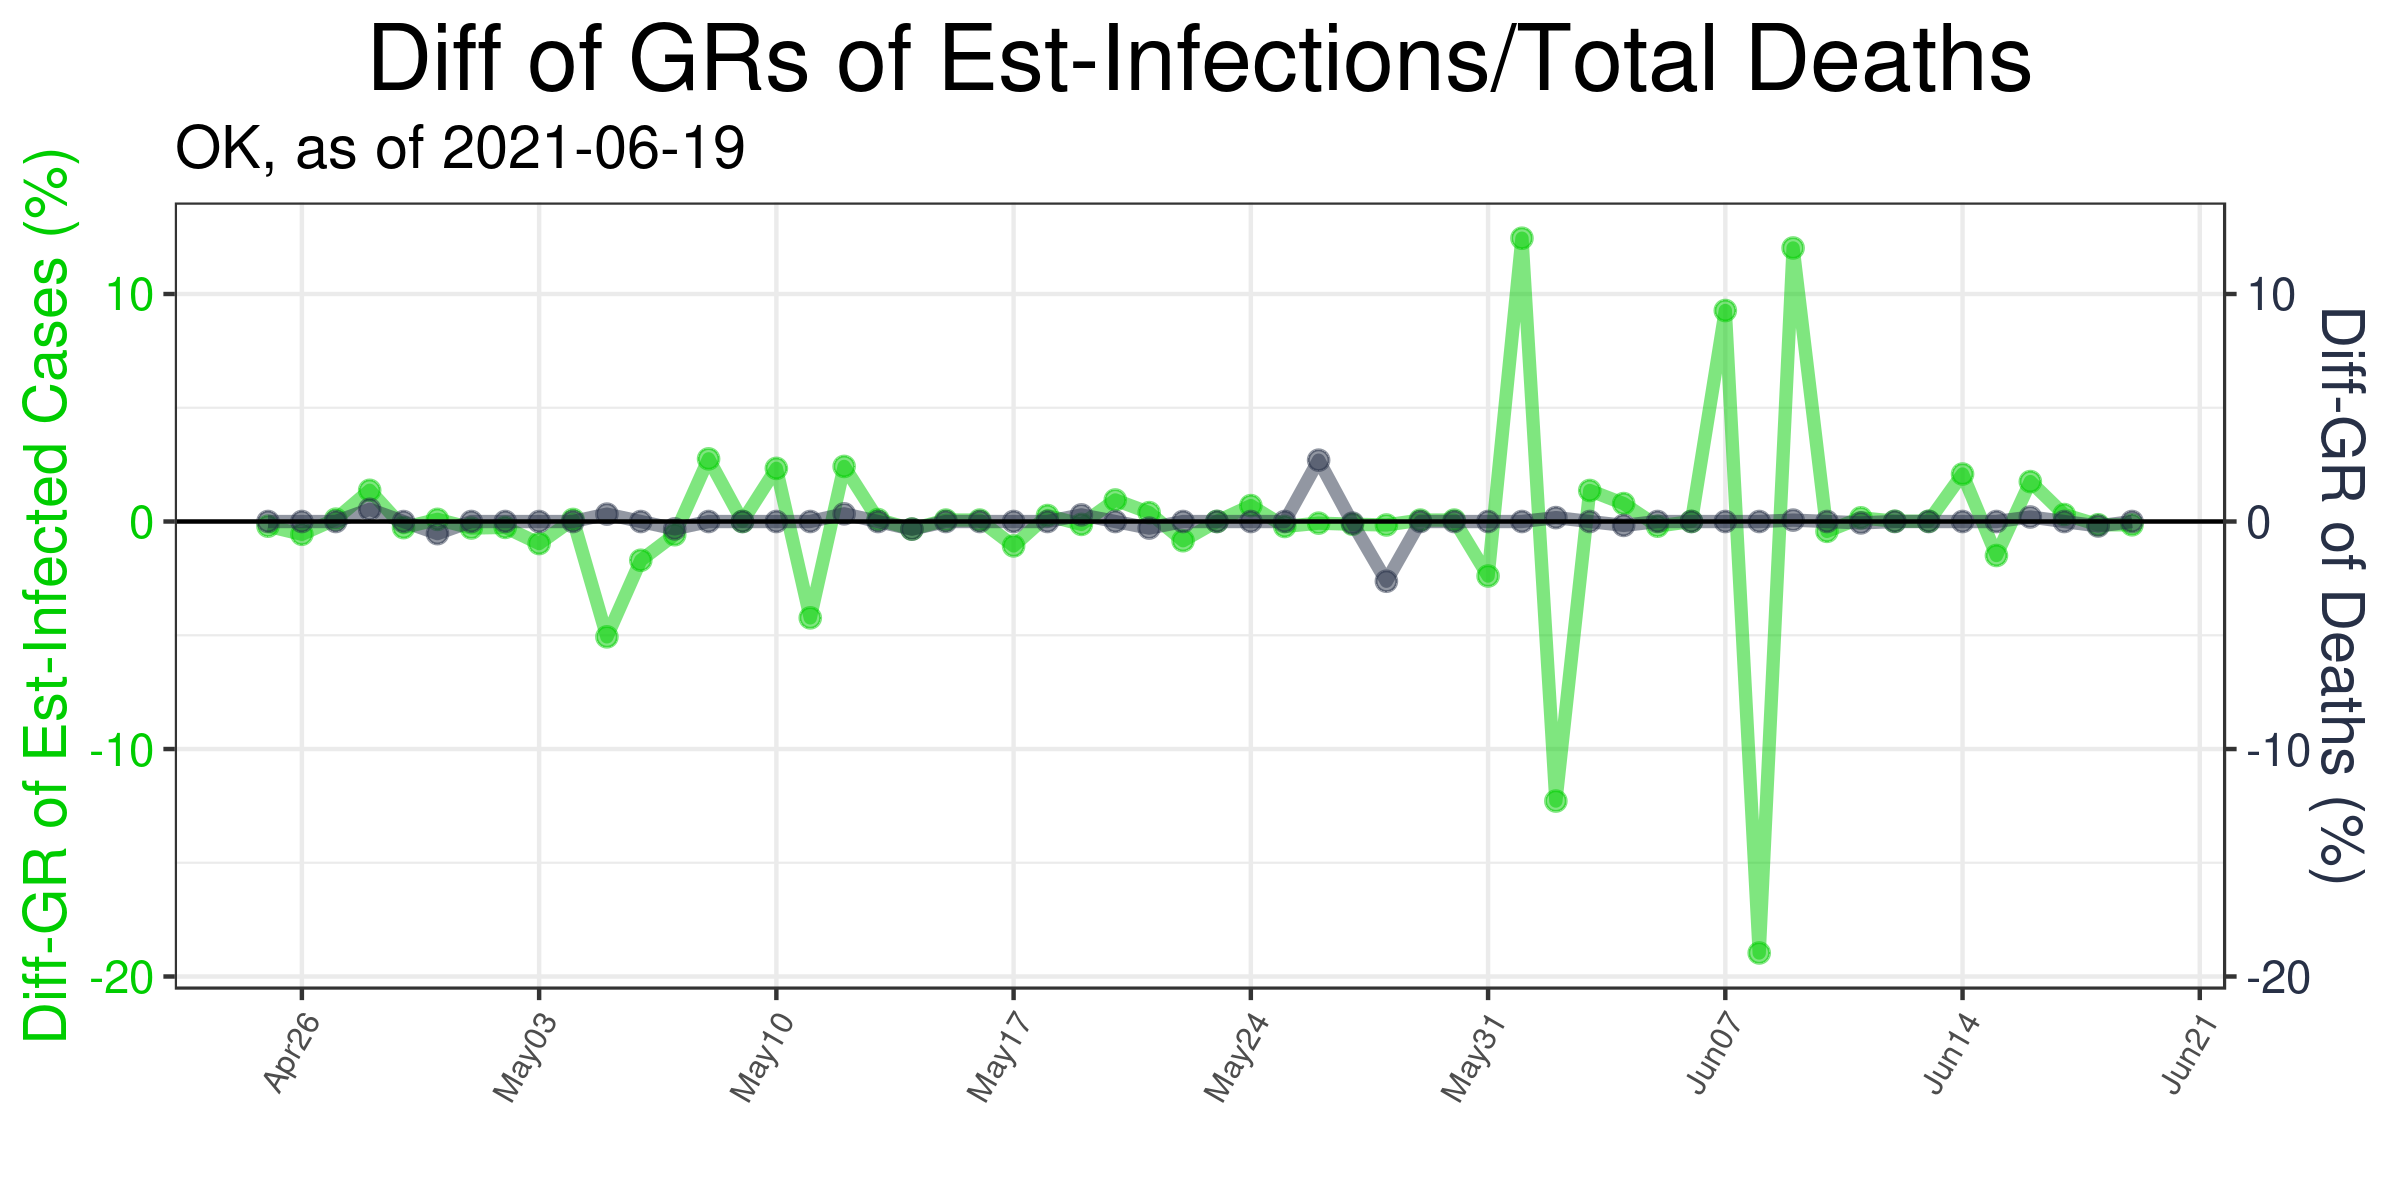 Diff of GRs of Est-Infections/Total Deaths
OK, as of 2021-06-19
Diff-GR of Est-Infected Cases (%)
10
0
-10
-20
10
0
-10
-20
Diff-GR of Deaths (%)
Apr26
May03
May10
May17
May24
May31
Jun07
Jun14
Jun21